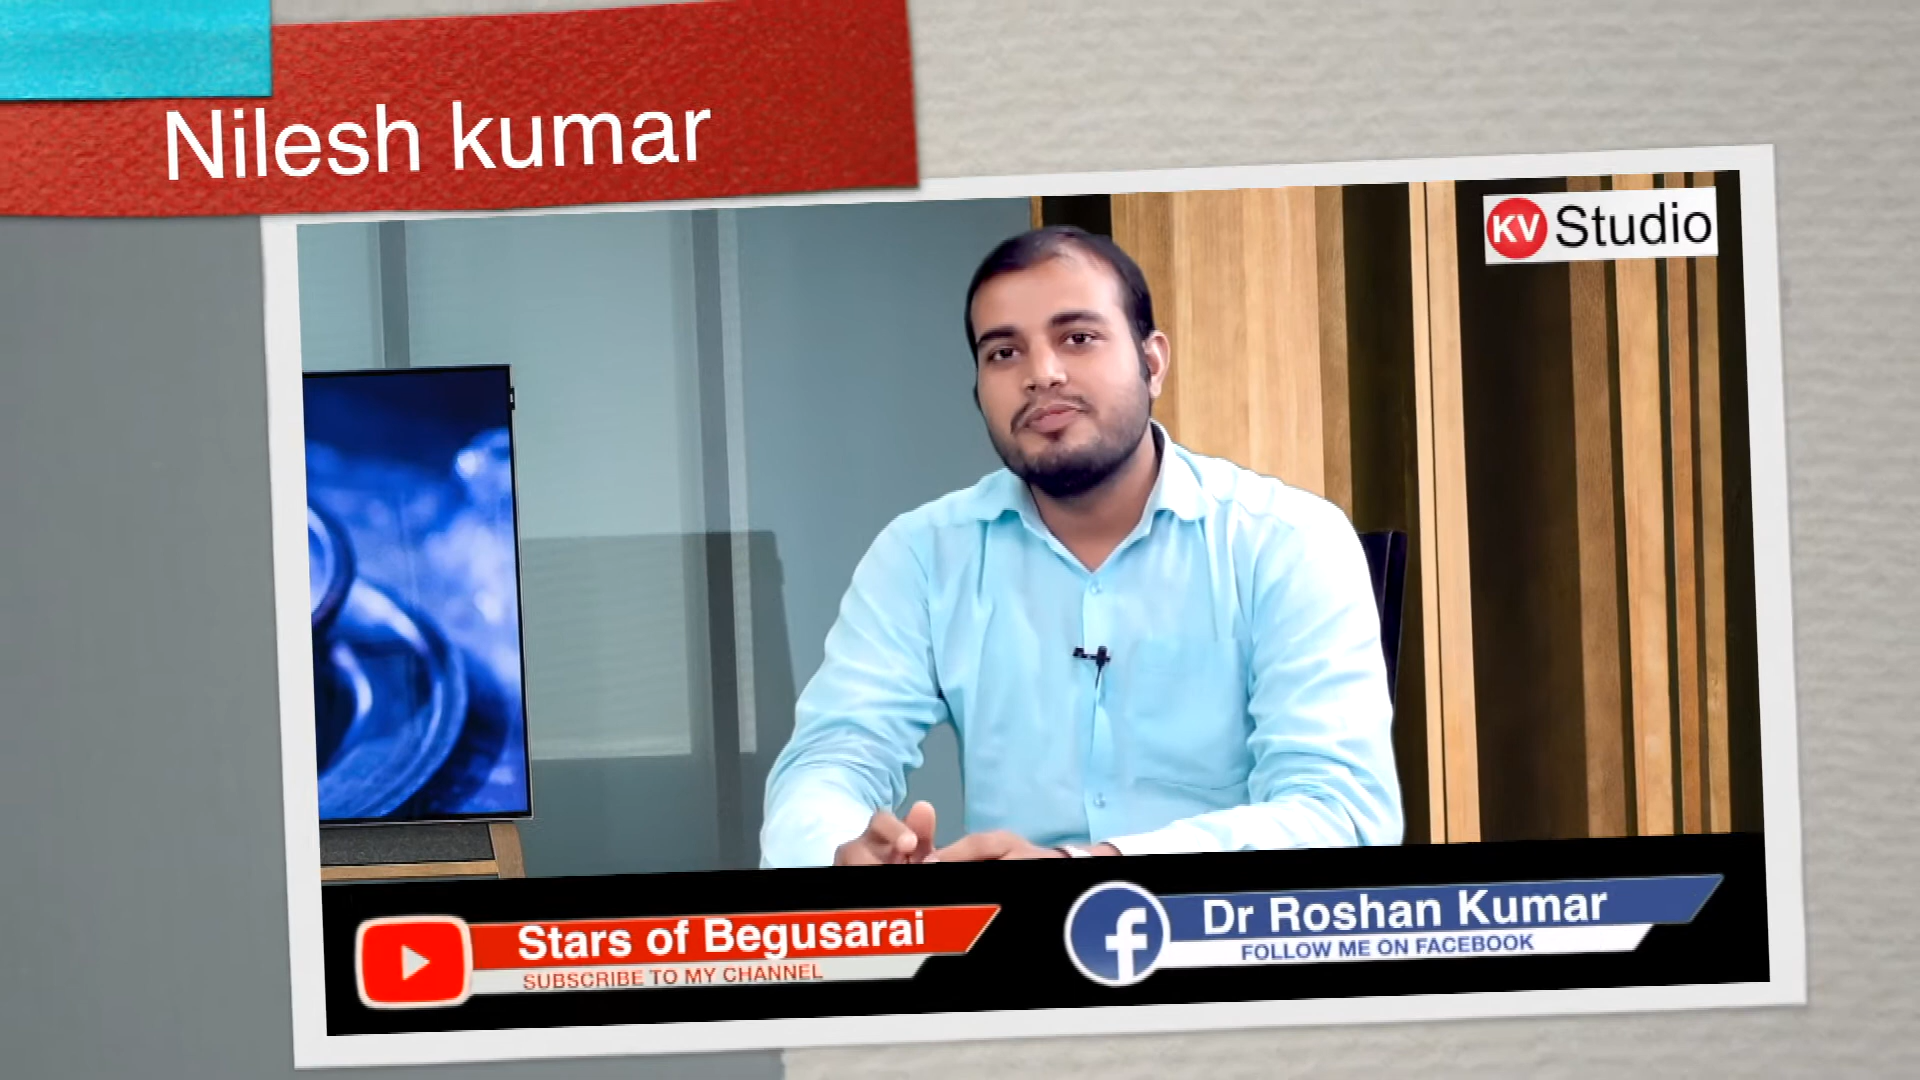 Nilesh kumar
KV Studio
Stars of Begusarai
SUBSCRIBE TO MY CHANNEL
f
Dr Roshan Kumar
FOLLOW ME ON FACEBOOK